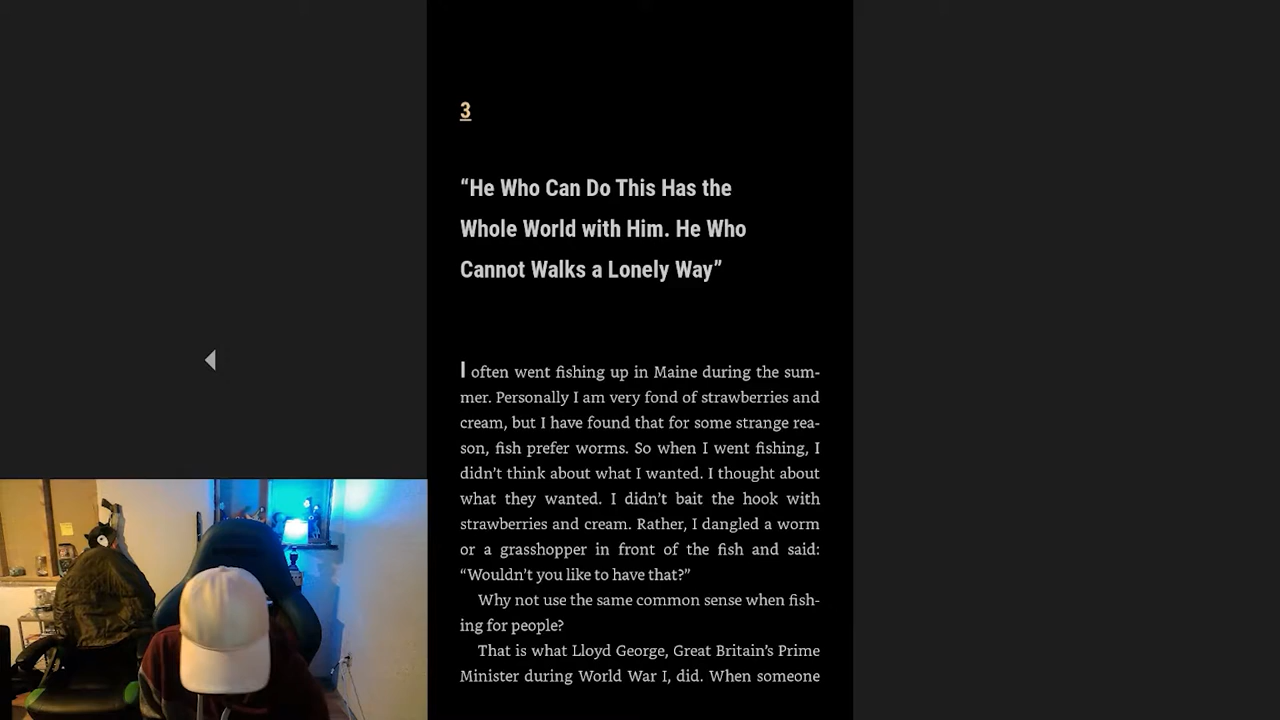 3
“He Who Can Do This Has the
Whole World with Him. He Who
Cannot Walks a Lonely Way”
I often went fishing up in Maine during the sum-
mer. Personally I am very fond of strawberries and
cream, but I have found that for some strange rea-
son, fish prefer worms. So when I went fishing, I
didn’t think about what I wanted. I thought about
what they wanted. I didn’t bait the hook with
strawberries and cream. Rather, I dangled a worm
or a grasshopper in front of the fish and said:
“Wouldn’t you like to have that?”
Why not use the same common sense when fish-
ing for people?
That is what Lloyd George, Great Britain’s Prime
Minister during World War I, did. When someone